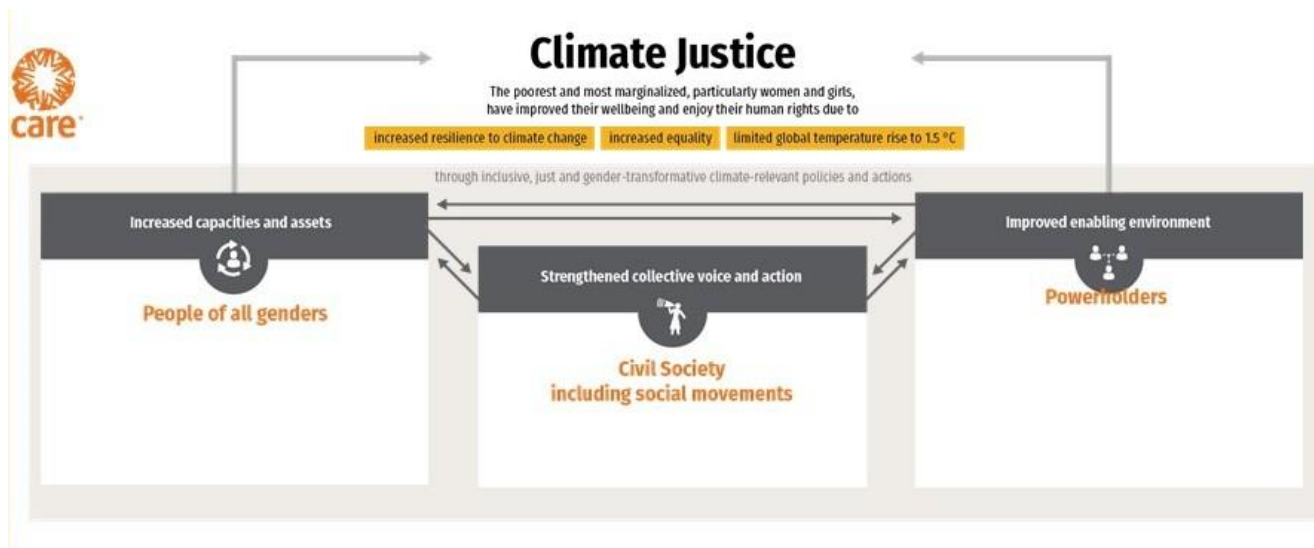 care
Climate Justice
The poorest and most marginalized, particularly women and girls,
have improved their wellbeing and enjoy their human rights due to
increased resilience to climate change
increased equality
limited global temperature rise to 1.5 °C
through inclusive, just and gender-transformative climate-relevant policies and actions
Increased capacities and assets
People of all genders
Strengthened collective voice and action
Civil Society
including social movements
Improved enabling environment
Powerholders